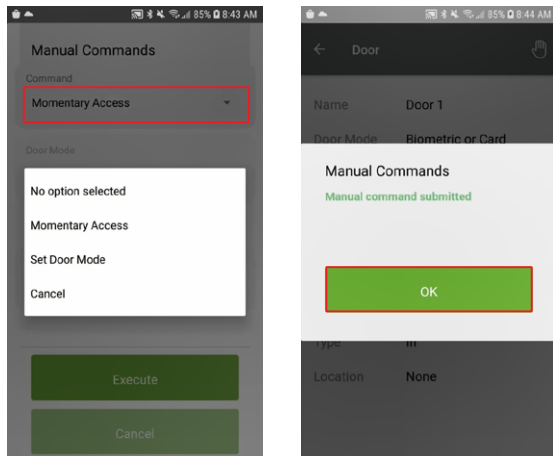 85% 8:43 AM
Manual Commands
Command
Momentary Access
Door Mode
No option selected
Momentary Access
Set Door Mode
Cancel
Execute
Cancel
85% 8:44 AM
Door
Name Door 1
Door Mode Biometric or Card
Manual Commands
Manual command submitted
OK
Type In
Location None